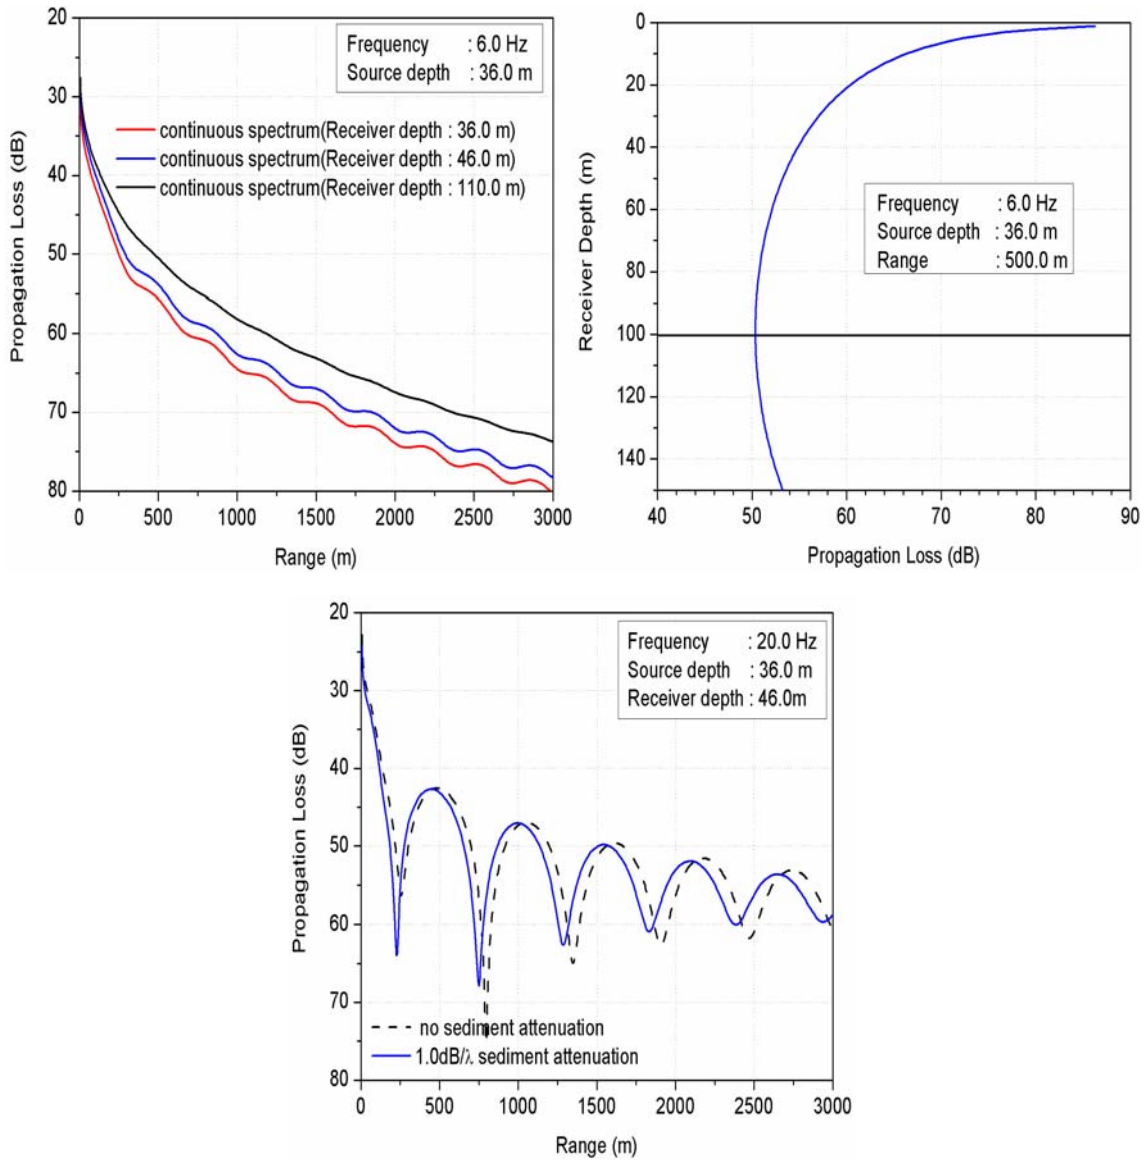 20
30
40
50
60
70
80
Propagation Loss (dB)
Frequency : 6.0 Hz
Source depth : 36.0 m
continuous spectrum(Receiver depth : 36.0 m)
continuous spectrum(Receiver depth : 46.0 m)
continuous spectrum(Receiver depth : 110.0 m)
0 500 1000 1500 2000 2500 3000
Range (m)
0
20
40
60
80
100
120
140
Receiver Depth (m)
Frequency : 6.0 Hz
Source depth : 36.0 m
Range : 500.0 m
40 50 60 70 80 90
Propagation Loss (dB)
20
30
40
50
60
70
80
Propagation Loss (dB)
Frequency : 20.0 Hz
Source depth : 36.0 m
Receiver depth : 46.0m
no sediment attenuation
1.0dB/λ sediment attenuation
0 500 1000 1500 2000 2500 3000
Range (m)